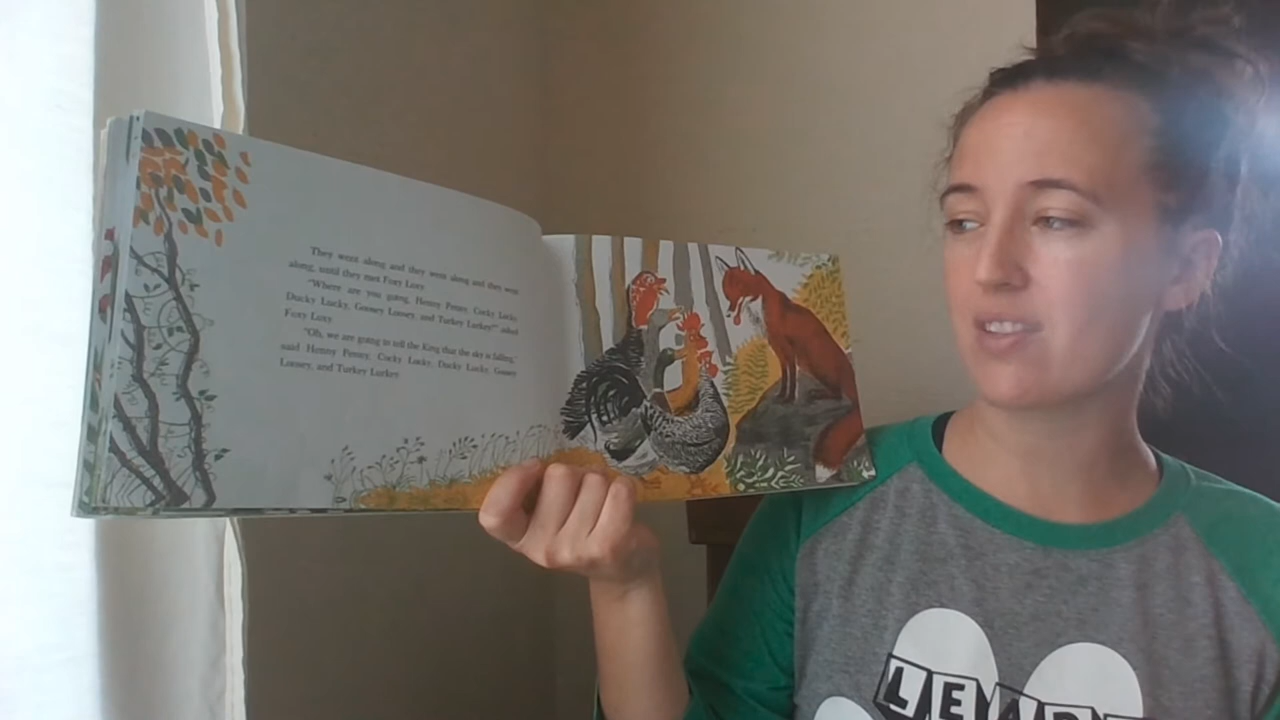 They went along and they went along and they went
along, until they met Foxy Loxy.
"Where are you going, Henny Penny, Cocky Locky,
Ducky Lucky, Goosey Loosey, and Turkey Lurkey?" asked
Foxy Loxy.
"Oh, we are going to tell the King that the sky is falling,"
said Henny Penny, Cocky Locky, Ducky Lucky, Goosey
Loosey, and Turkey Lurkey.